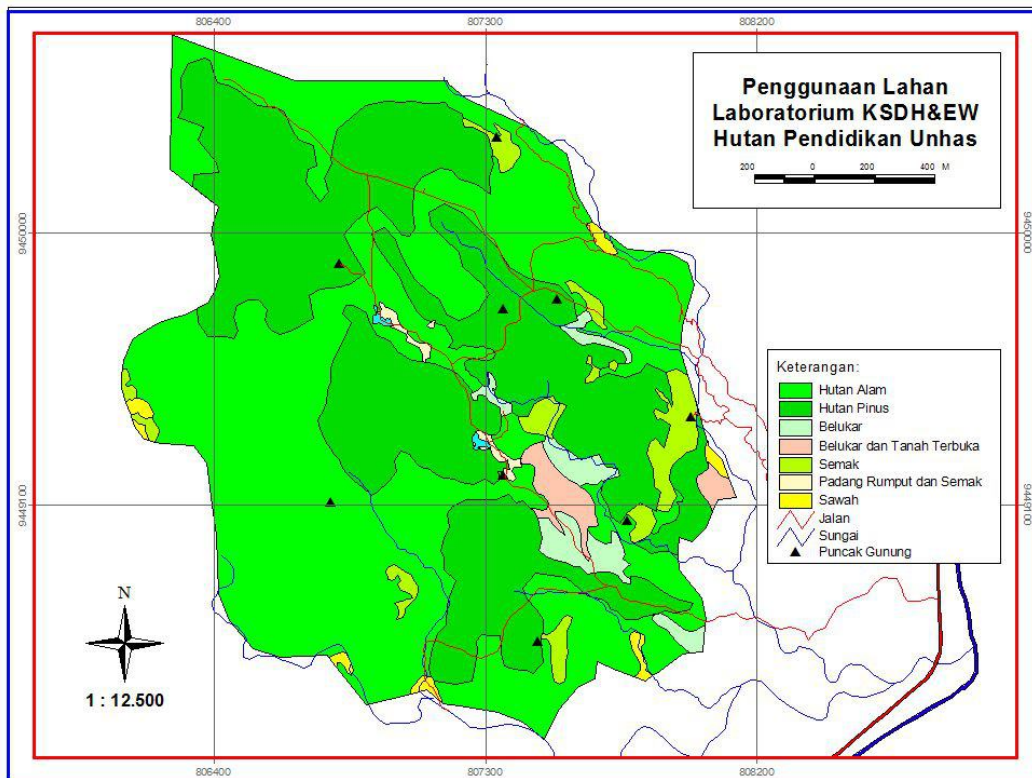 806400 807300 808200
Penggunaan Lahan
Laboratorium KSDH&EW
Hutan Pendidikan Unhas
200 0 200 400 M
9450000 9450000
Keterangan:
Hutan Alam
Hutan Pinus
Belukar
Belukar dan Tanah Terbuka
Semak
Padang Rumput dan Semak
Sawah
Jalan
Sungai
Puncak Gunung
9449100 9449100
N
1 : 12.500
806400 807300 808200